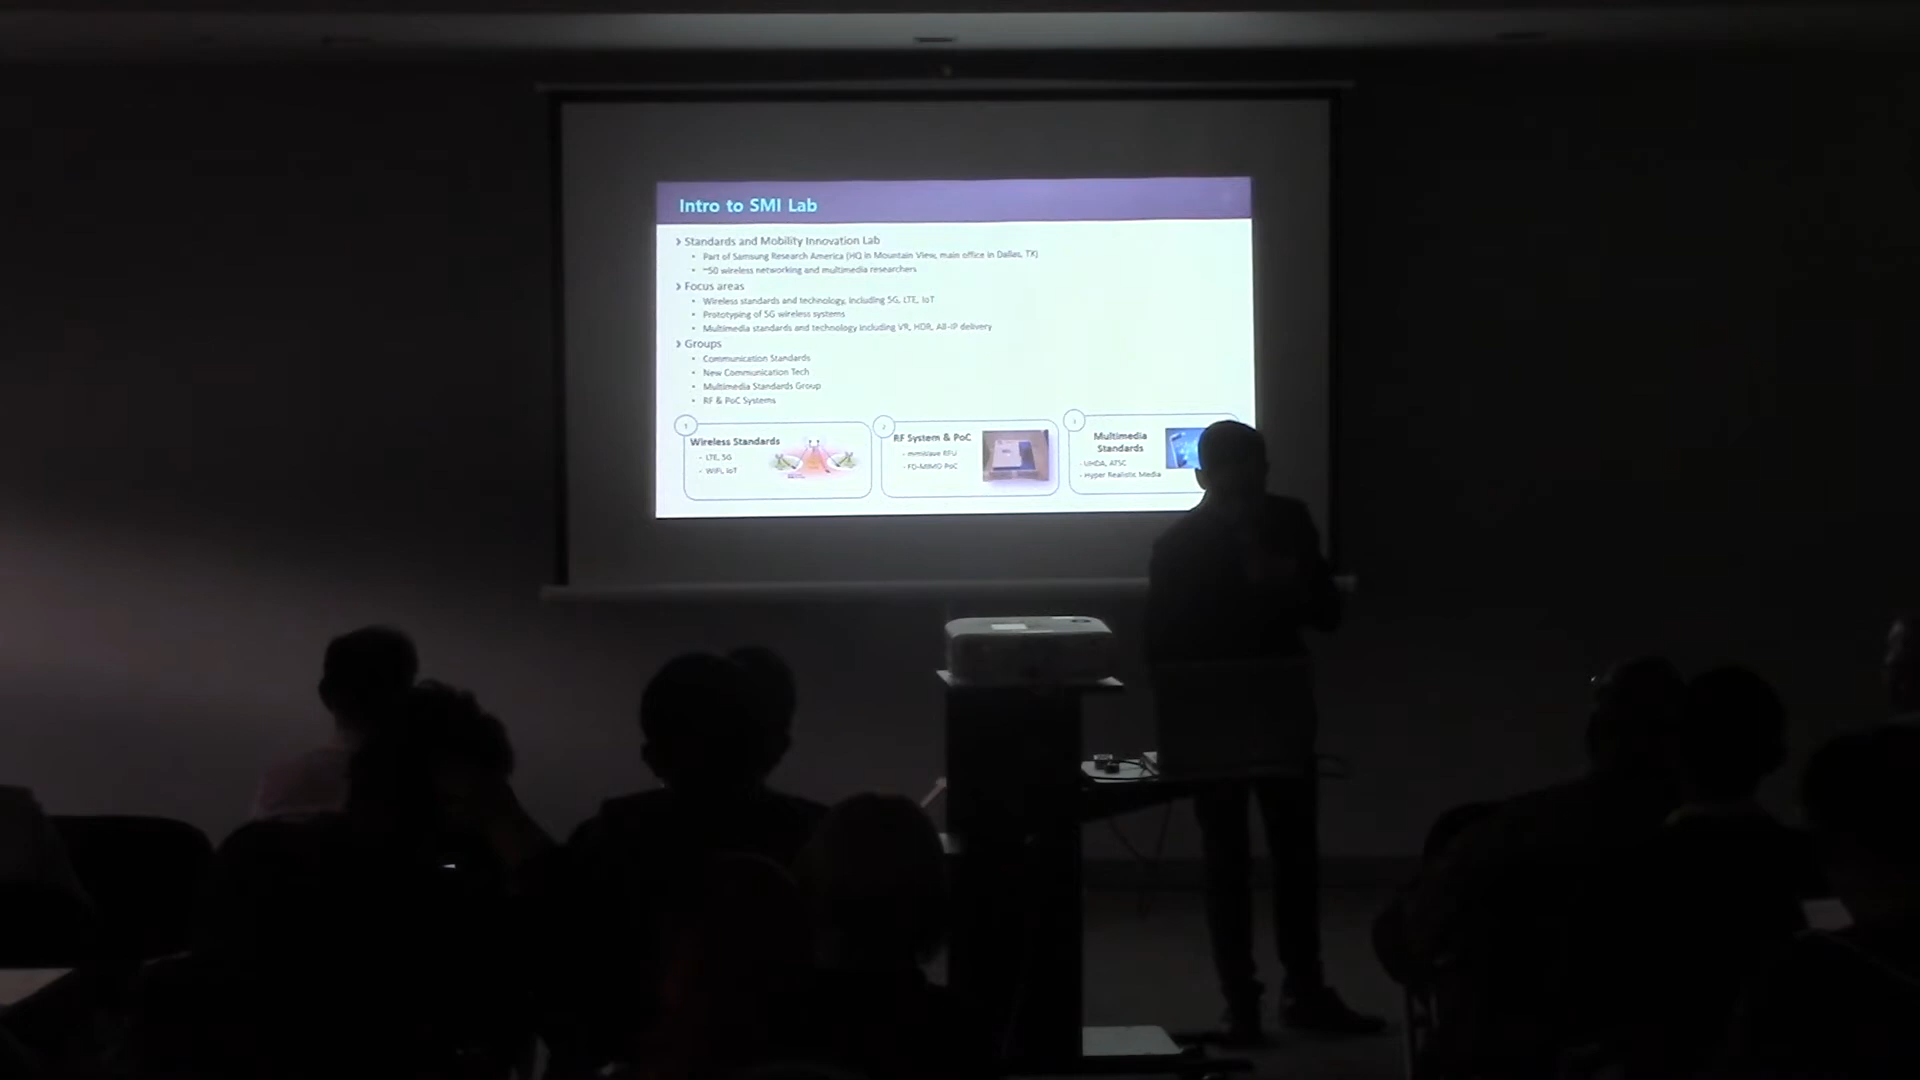 Intro to SMI Lab
› Standards and Mobility Innovation Lab
• Part of Samsung Research America (HQ in Mountain View, main office in Dallas, TX)
• ~50 wireless networking and multimedia researchers
› Focus areas
• Wireless standards and technology, including 5G, LTE, IoT
• Prototyping of 5G wireless systems
• Multimedia standards and technology including VR, HDR, All-IP delivery
› Groups
• Communication Standards
• New Communication Tech
• Multimedia Standards Group
• RF & PoC Systems
1
Wireless Standards
- LTE, 5G
- WiFi, IoT
2
RF System & PoC
- mmWave RFU
- FD-MIMO PoC
3
Multimedia
Standards
- UHDA, ATSC
- Hyper Realistic Media